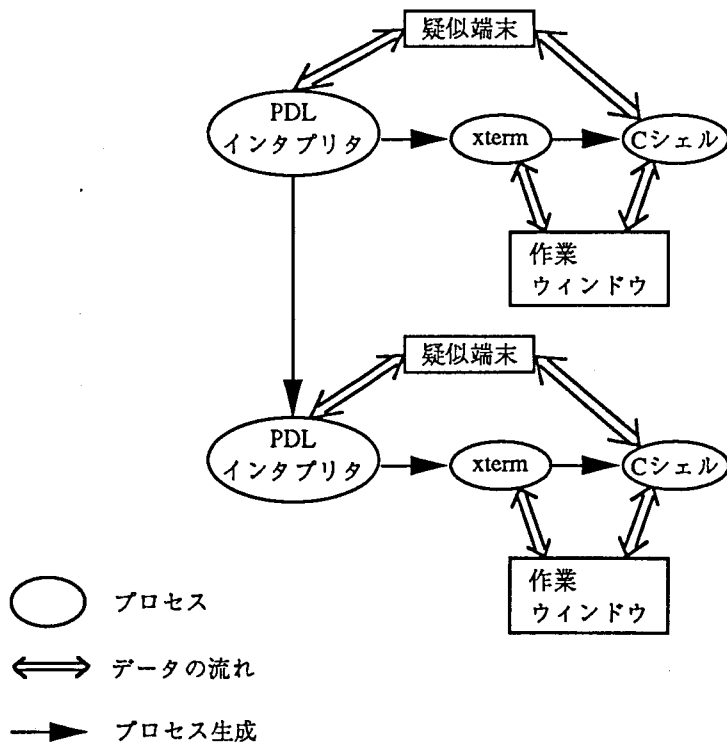 疑似端末
PDL
インタプリタ
xterm
Cシェル
作業
ウィンドウ
疑似端末
PDL
インタプリタ
xterm
Cシェル
作業
ウィンドウ
プロセス
データの流れ
プロセス生成